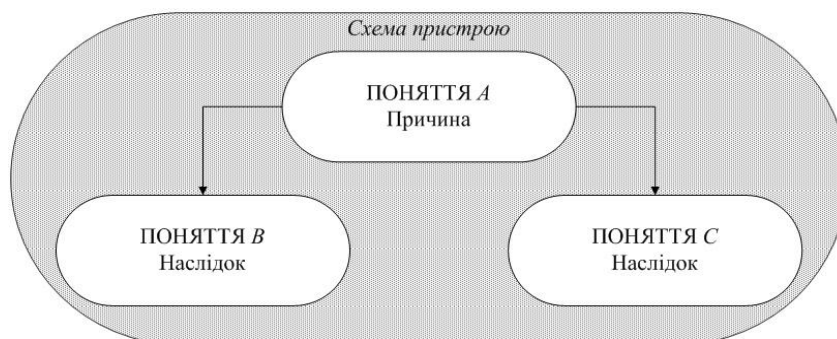 Схема пристрою
ПОНЯТТЯ A
Причина
ПОНЯТТЯ B
Наслідок
ПОНЯТТЯ C
Наслідок